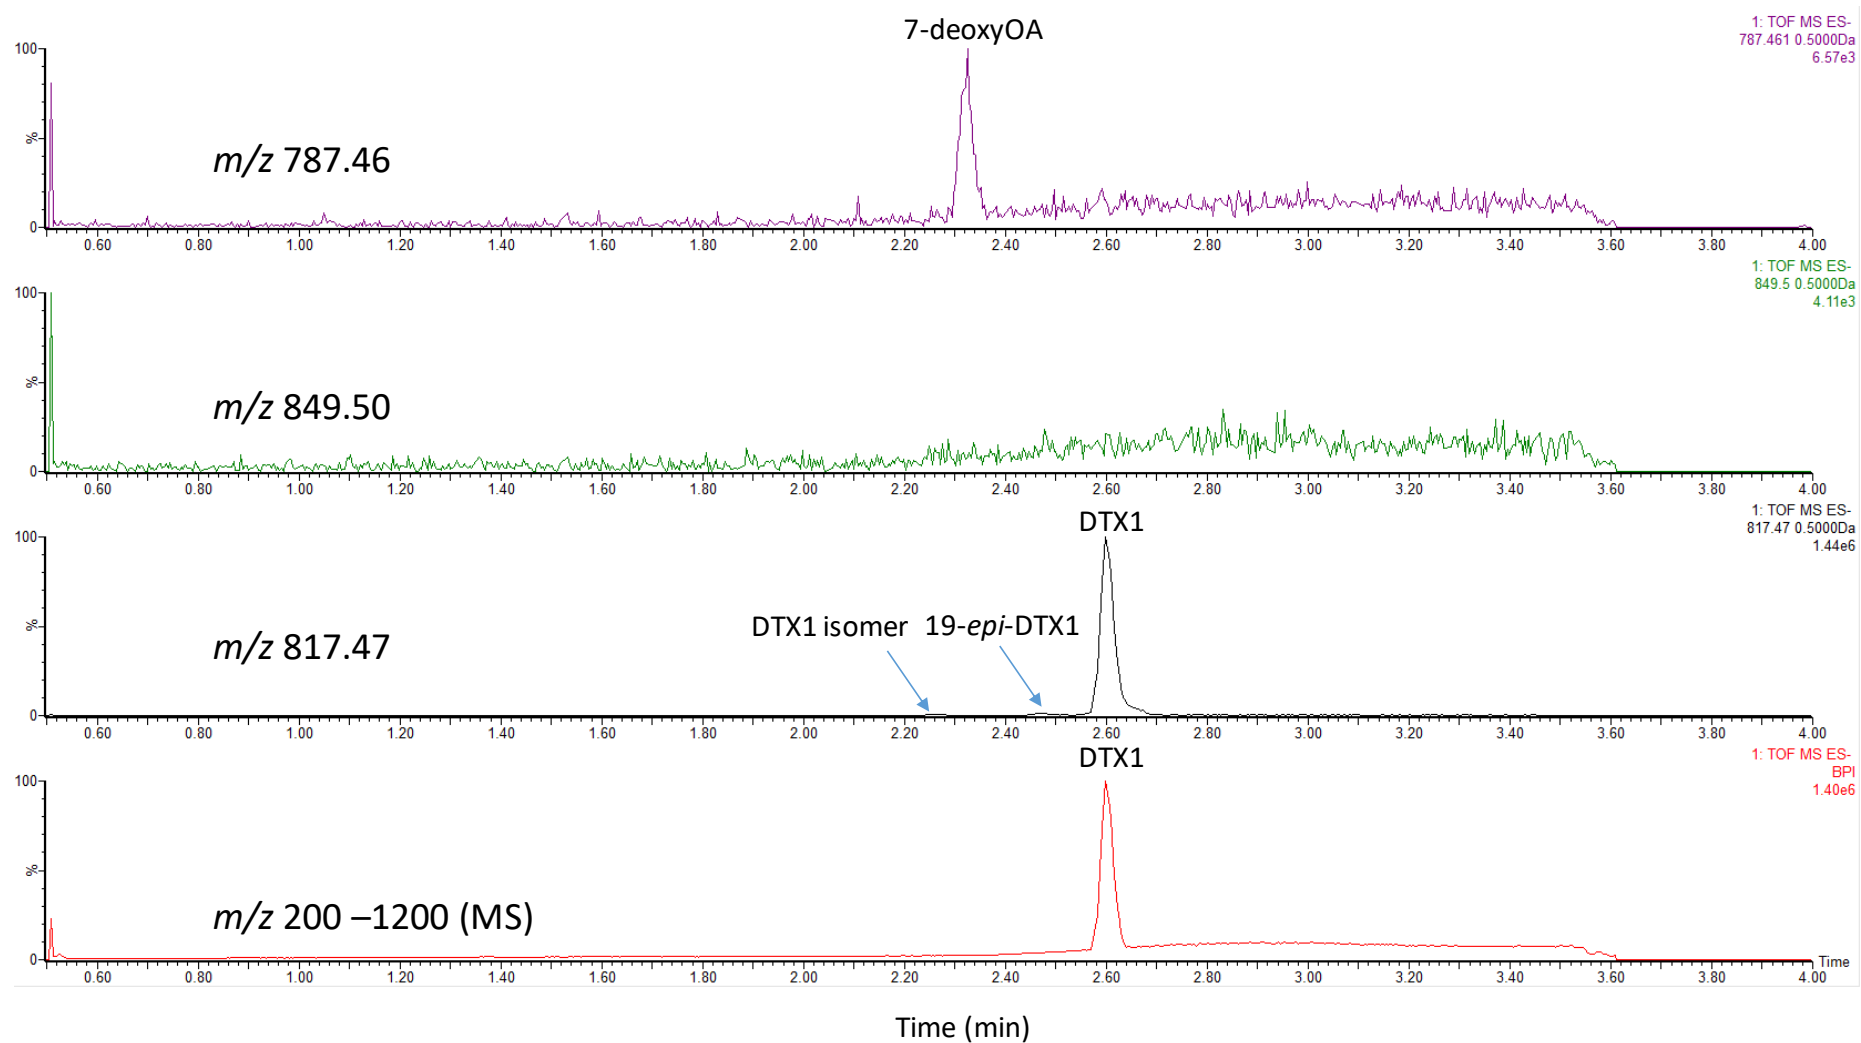 7-deoxyOA
1: TOF MS ES-
787.461 0.5000Da
6.57e3
100
%
0
m/z 787.46
0.60 0.80 1.00 1.20 1.40 1.60 1.80 2.00 2.20 2.40 2.60 2.80 3.00 3.20 3.40 3.60 3.80 4.00
1: TOF MS ES-
849.5 0.5000Da
4.11e3
100
%
0
m/z 849.50
0.60 0.80 1.00 1.20 1.40 1.60 1.80 2.00 2.20 2.40 2.60 2.80 3.00 3.20 3.40 3.60 3.80 4.00
DTX1
1: TOF MS ES-
817.47 0.5000Da
1.44e6
100
%
0
m/z 817.47
DTX1 isomer 19-epi-DTX1
0.60 0.80 1.00 1.20 1.40 1.60 1.80 2.00 2.20 2.40 2.60 2.80 3.00 3.20 3.40 3.60 3.80 4.00
DTX1
1: TOF MS ES-
BPI
1.40e6
100
%
0
m/z 200 –1200 (MS)
Time
0.60 0.80 1.00 1.20 1.40 1.60 1.80 2.00 2.20 2.40 2.60 2.80 3.00 3.20 3.40 3.60 3.80 4.00
Time (min)